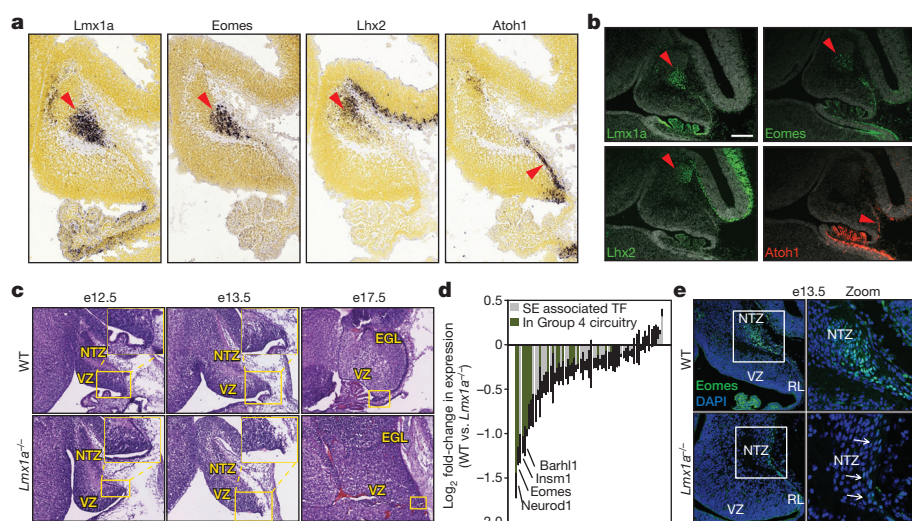 a
Lmx1a
Eomes
Lhx2
Atoh1
b
Lmx1a
Eomes
Lhx2
Atoh1
c
e12.5
e13.5
e17.5
WT
NTZ
VZ
NTZ
VZ
EGL
VZ
Lmx1a–/–
NTZ
VZ
NTZ
VZ
EGL
VZ
d
Log2 fold-change in expression
(WT vs. Lmx1a–/–)
0.5
0
−0.5
−1.0
−1.5
−2.0
SE associated TF
In Group 4 circuitry
Barhl1
Insm1
Eomes
Neurod1
e
e13.5
Zoom
WT
NTZ
VZ
RL
Eomes
DAPI
NTZ
Lmx1a–/–
NTZ
VZ
RL
NTZ